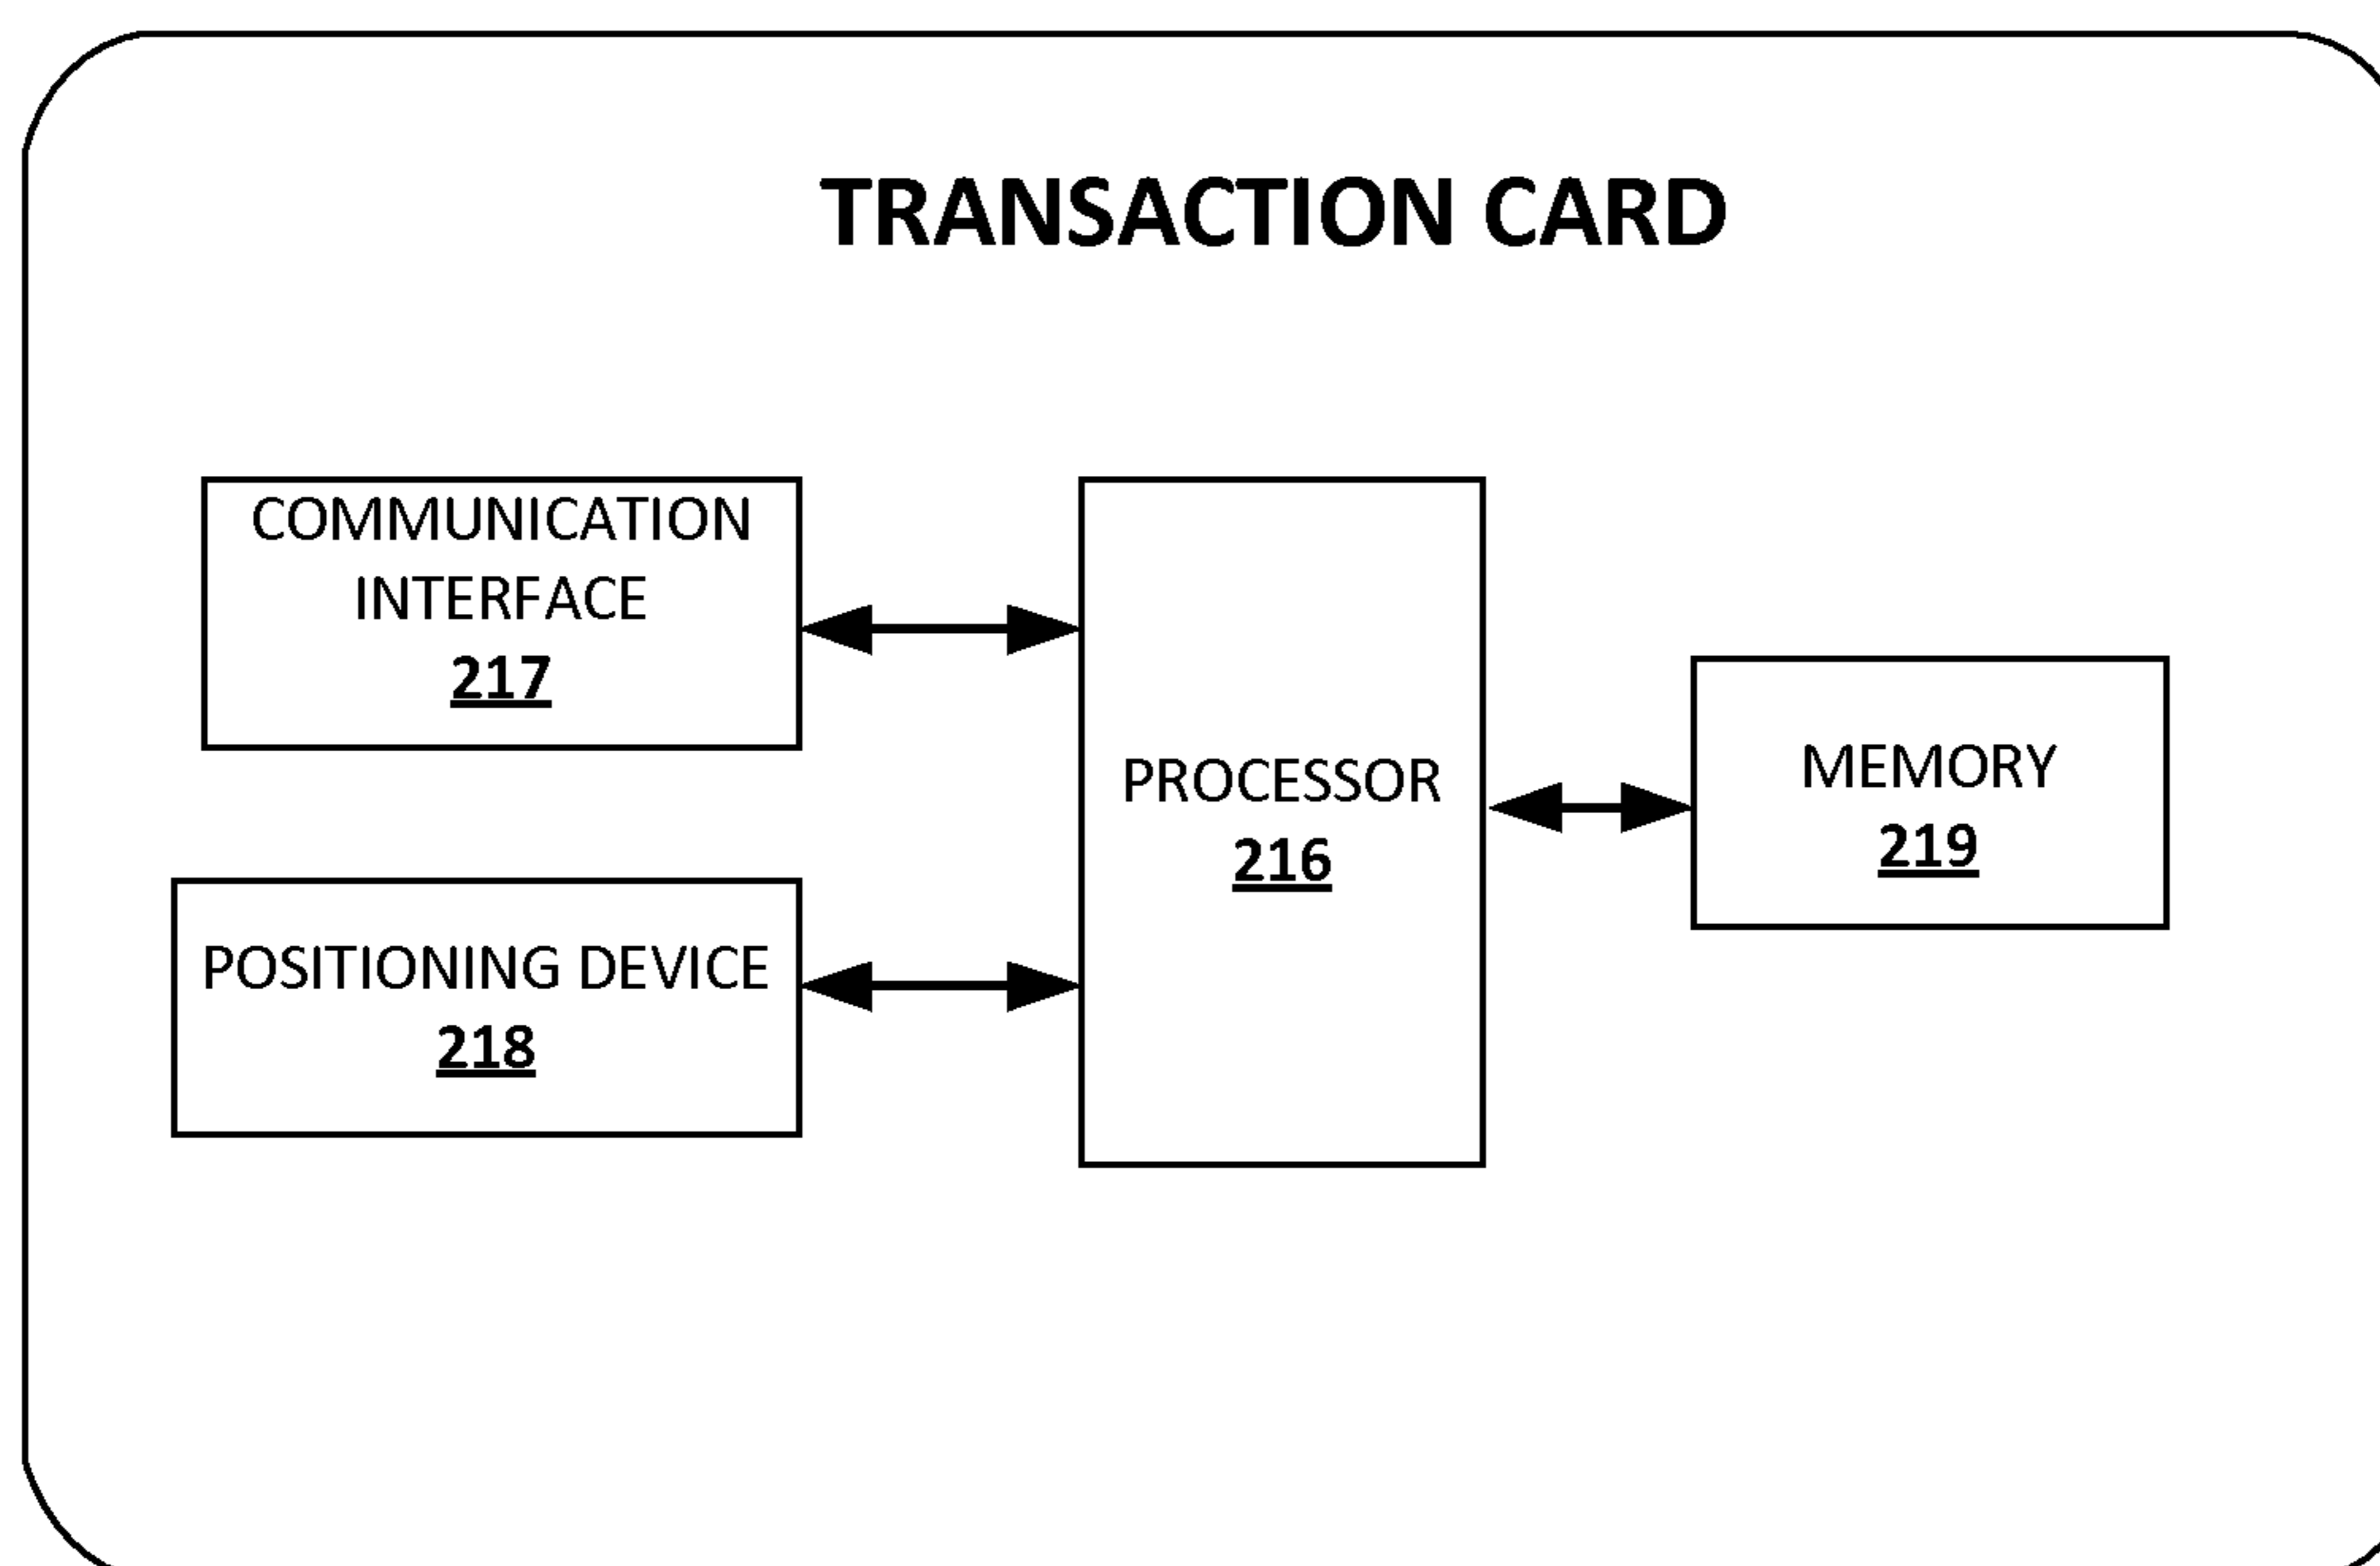 TRANSACTION CARD
COMMUNICATION
INTERFACE
217
POSITIONING DEVICE
218
PROCESSOR
216
MEMORY
219